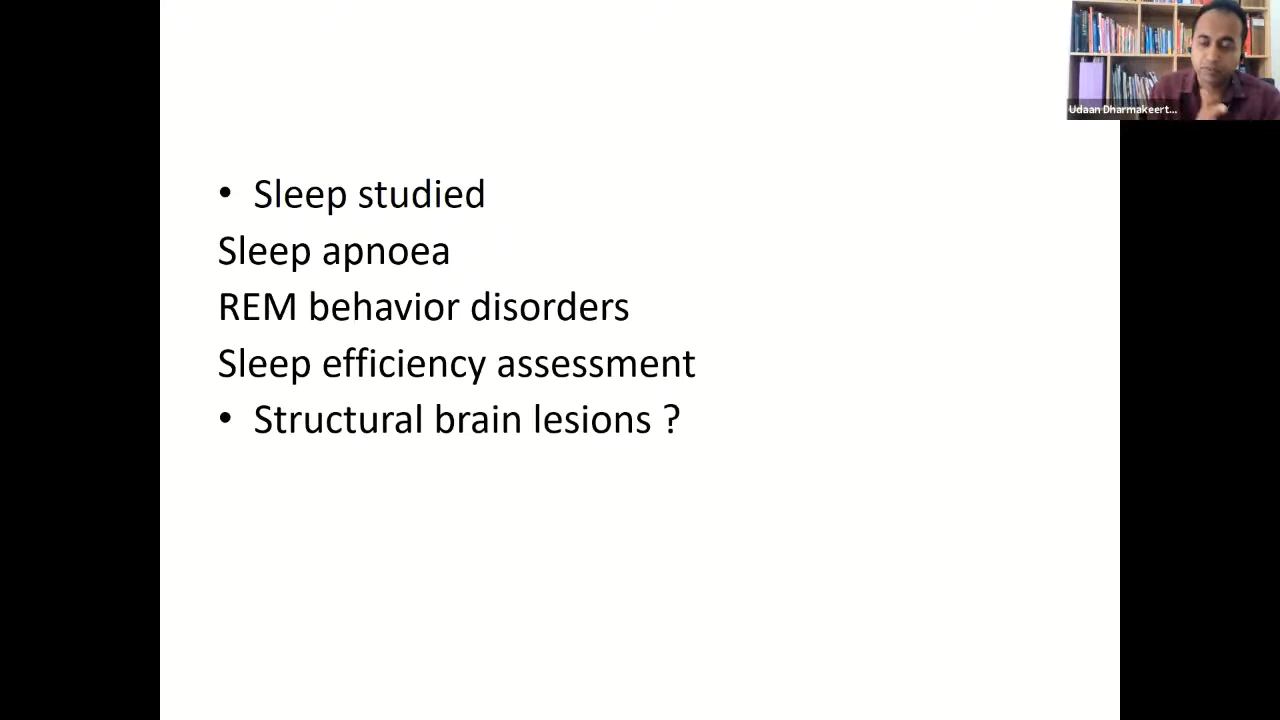 • Sleep studied
Sleep apnoea
REM behavior disorders
Sleep efficiency assessment
• Structural brain lesions ?
Udaan Dharmakeert...